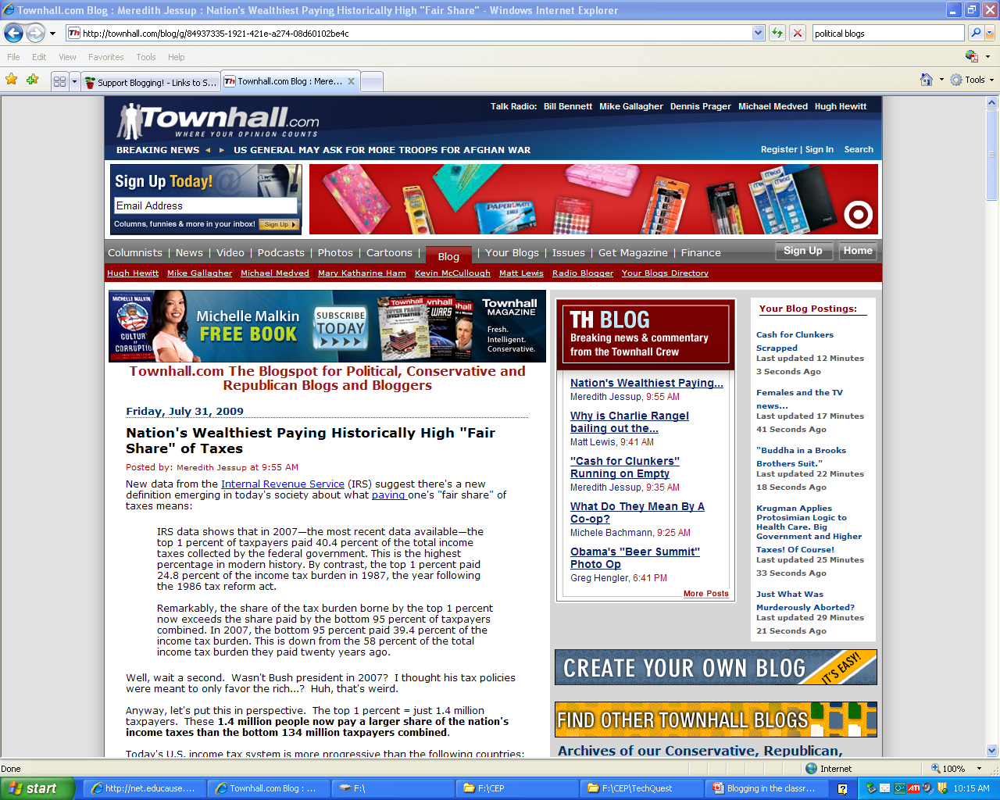 Townhall.com Blog : Meredith Jessup : Nation's Wealthiest Paying Historically High "Fair Share" - Windows Internet Explorer
Th http://townhall.com/blog/g/84937335-1921-421e-a274-08d60102be4c
political blogs
File Edit View Favorites Tools Help
Support Blogging! - Links to S...
Th Townhall.com Blog : Mere...
Tools
Townhall.com
WHERE YOUR OPINION COUNTS
Talk Radio: Bill Bennett Mike Gallagher Dennis Prager Michael Medved Hugh Hewitt
BREAKING NEWS US GENERAL MAY ASK FOR MORE TROOPS FOR AFGHAN WAR
Register | Sign In Search
Sign Up Today!
Email Address
Columns, funnies & more in your inbox! Sign Up
PAPER MATE
Mead
Columnists | News | Video | Podcasts | Photos | Cartoons | Blog | Your Blogs | Issues | Get Magazine | Finance
Sign Up Home
Hugh Hewitt Mike Gallagher Michael Medved Mary Katharine Ham Kevin McCullough Matt Lewis Radio Blogger Your Blogs Directory
MICHELLE MALKIN
CULTURE OF CORRUPTION
Michelle Malkin
FREE BOOK
SUBSCRIBE
TODAY
Townhall
MAGAZINE
Fresh.
Intelligent.
Conservative.
Townhall.com The Blogspot for Political, Conservative and
Republican Blogs and Bloggers
Friday, July 31, 2009
Nation's Wealthiest Paying Historically High "Fair
Share" of Taxes
Posted by: Meredith Jessup at 9:55 AM
New data from the Internal Revenue Service (IRS) suggest there's a new
definition emerging in today's society about what paying one's "fair share" of
taxes means:
IRS data shows that in 2007—the most recent data available—the
top 1 percent of taxpayers paid 40.4 percent of the total income
taxes collected by the federal government. This is the highest
percentage in modern history. By contrast, the top 1 percent paid
24.8 percent of the income tax burden in 1987, the year following
the 1986 tax reform act.
Remarkably, the share of the tax burden borne by the top 1 percent
now exceeds the share paid by the bottom 95 percent of taxpayers
combined. In 2007, the bottom 95 percent paid 39.4 percent of the
income tax burden. This is down from the 58 percent of the total
income tax burden they paid twenty years ago.
Well, wait a second. Wasn't Bush president in 2007? I thought his tax policies
were meant to only favor the rich...? Huh, that's weird.
Anyway, let's put this in perspective. The top 1 percent = just 1.4 million
taxpayers. These 1.4 million people now pay a larger share of the nation's
income taxes than the bottom 134 million taxpayers combined.
Today's U.S. income tax system is more progressive than the following countries:
TH BLOG
Breaking news & commentary
from the Townhall Crew
Nation's Wealthiest Paying...
Meredith Jessup, 9:55 AM
Why is Charlie Rangel
bailing out the...
Matt Lewis, 9:41 AM
"Cash for Clunkers"
Running on Empty
Meredith Jessup, 9:35 AM
What Do They Mean By A
Co-op?
Michele Bachmann, 9:25 AM
Obama's "Beer Summit"
Photo Op
Greg Hengler, 6:41 PM
More Posts
Your Blog Postings:
Cash for Clunkers
Scrapped
Last updated 12 Minutes
3 Seconds Ago
Females and the TV
news...
Last updated 17 Minutes
41 Seconds Ago
"Buddha in a Brooks
Brothers Suit."
Last updated 22 Minutes
18 Seconds Ago
Krugman Applies
Protosimian Logic to
Health Care. Big
Government and Higher
Taxes! Of Course!
Last updated 25 Minutes
33 Seconds Ago
Just What Was
Murderously Aborted?
Last updated 29 Minutes
21 Seconds Ago
CREATE YOUR OWN BLOG IT'S EASY!
FIND OTHER TOWNHALL BLOGS
Archives of our Conservative, Republican,
Done
Internet
100%
start
http://net.educause....
Townhall.com Blog : ...
F:\
F:\CEP
F:\CEP\TechQuest
Blogging in the classr...
10:15 AM